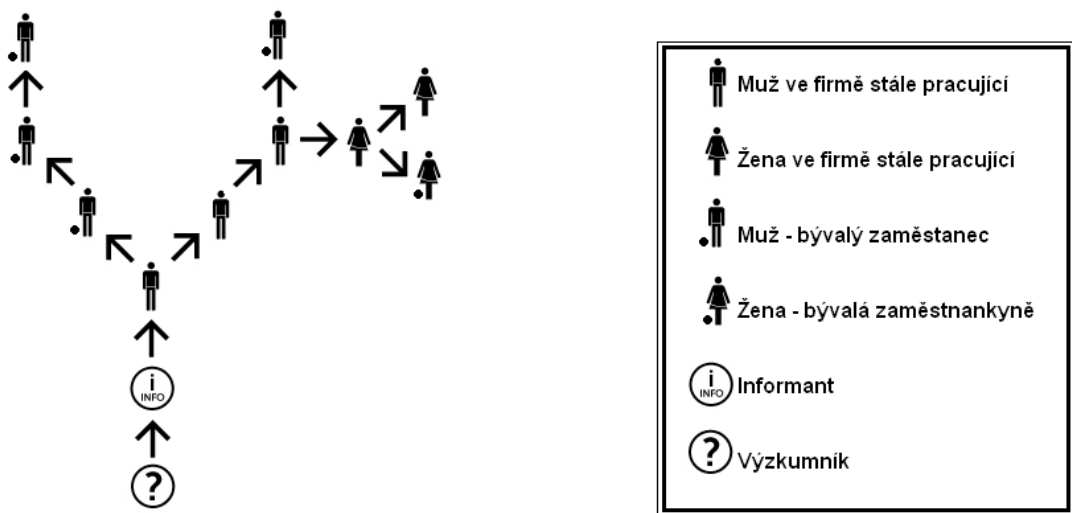 i
INFO
?
Muž ve firmě stále pracující
Žena ve firmě stále pracující
Muž - bývalý zaměstanec
Žena - bývalá zaměstnankyně
i
INFO
Informant
?
Výzkumník